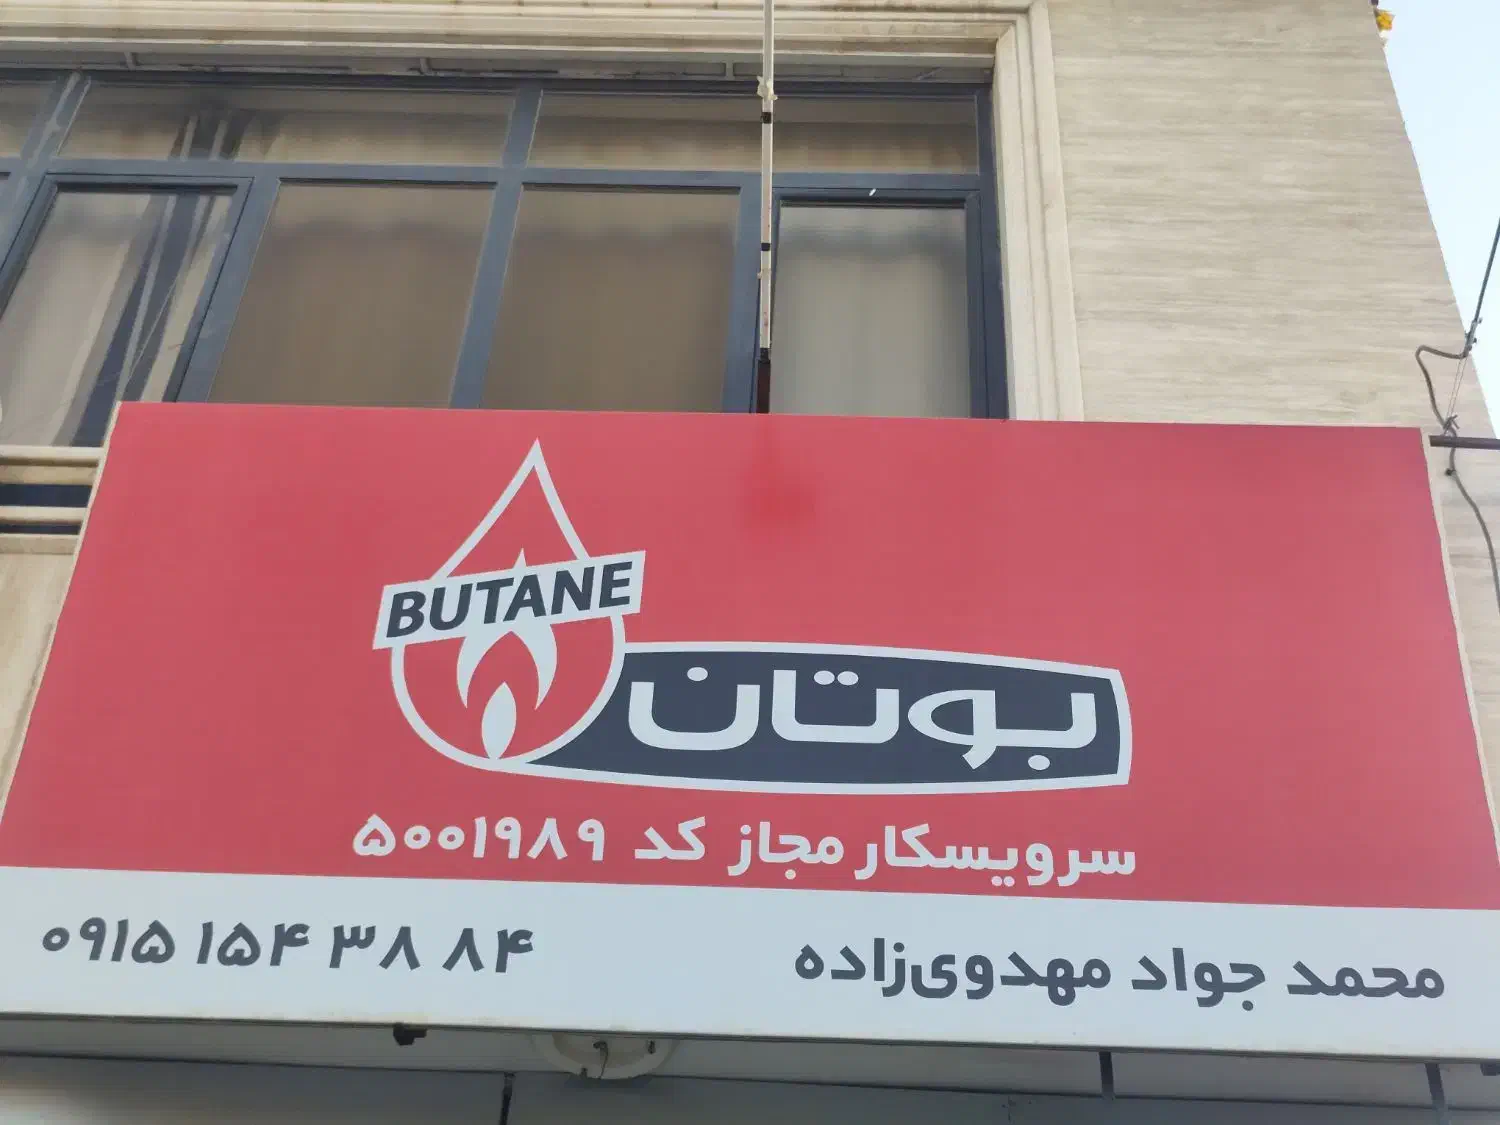 BUTANE
بوتان
سرویسکار مجاز کد ۵۰۰۱۹۸۹
محمد جواد مهدوی‌زاده
۰۹۱۵ ۱۵۴ ۳۸ ۸۴